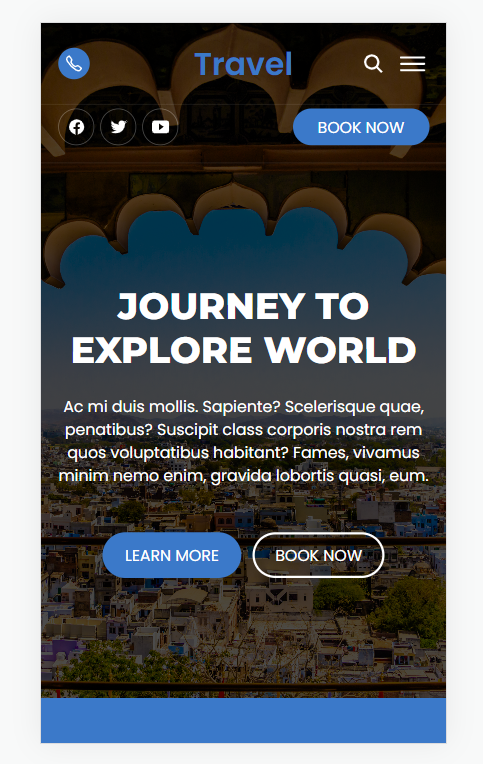 Travel
BOOK NOW
JOURNEY TO
EXPLORE WORLD
Ac mi duis mollis. Sapiente? Scelerisque quae,
penatibus? Suscipit class corporis nostra rem
quos voluptatibus habitant? Fames, vivamus
minim nemo enim, gravida lobortis quasi, eum.
LEARN MORE
BOOK NOW